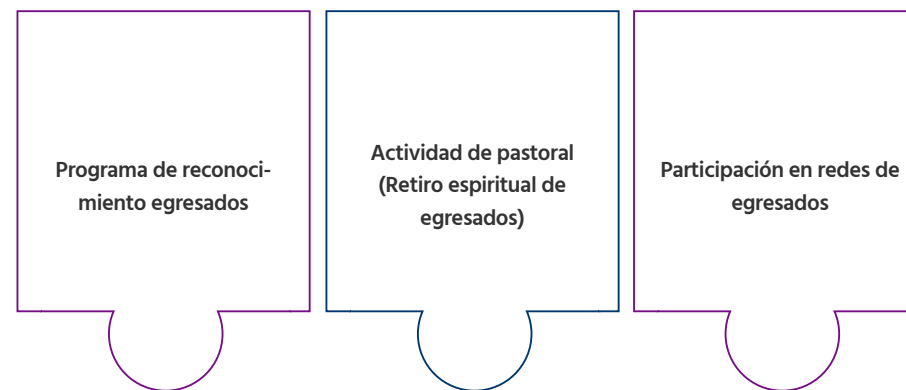 Programa de reconoci-
miento egresados
Actividad de pastoral
(Retiro espiritual de
egresados)
Participación en redes de
egresados